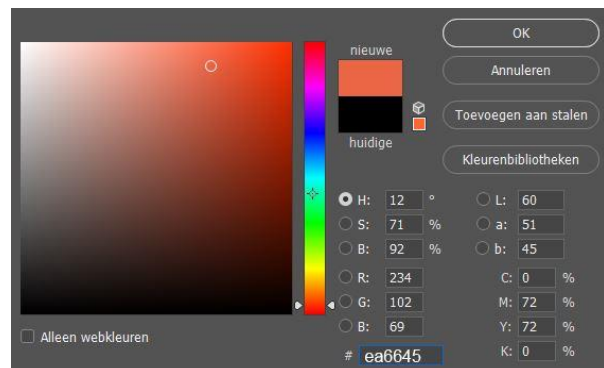 nieuwe
huidige
OK
Annuleren
Toevoegen aan stalen
Kleurenbibliotheken
H: 12 °
S: 71 %
B: 92 %
R: 234
G: 102
B: 69
# ea6645
L: 60
a: 51
b: 45
C: 0 %
M: 72 %
Y: 72 %
K: 0 %
Alleen webkleuren